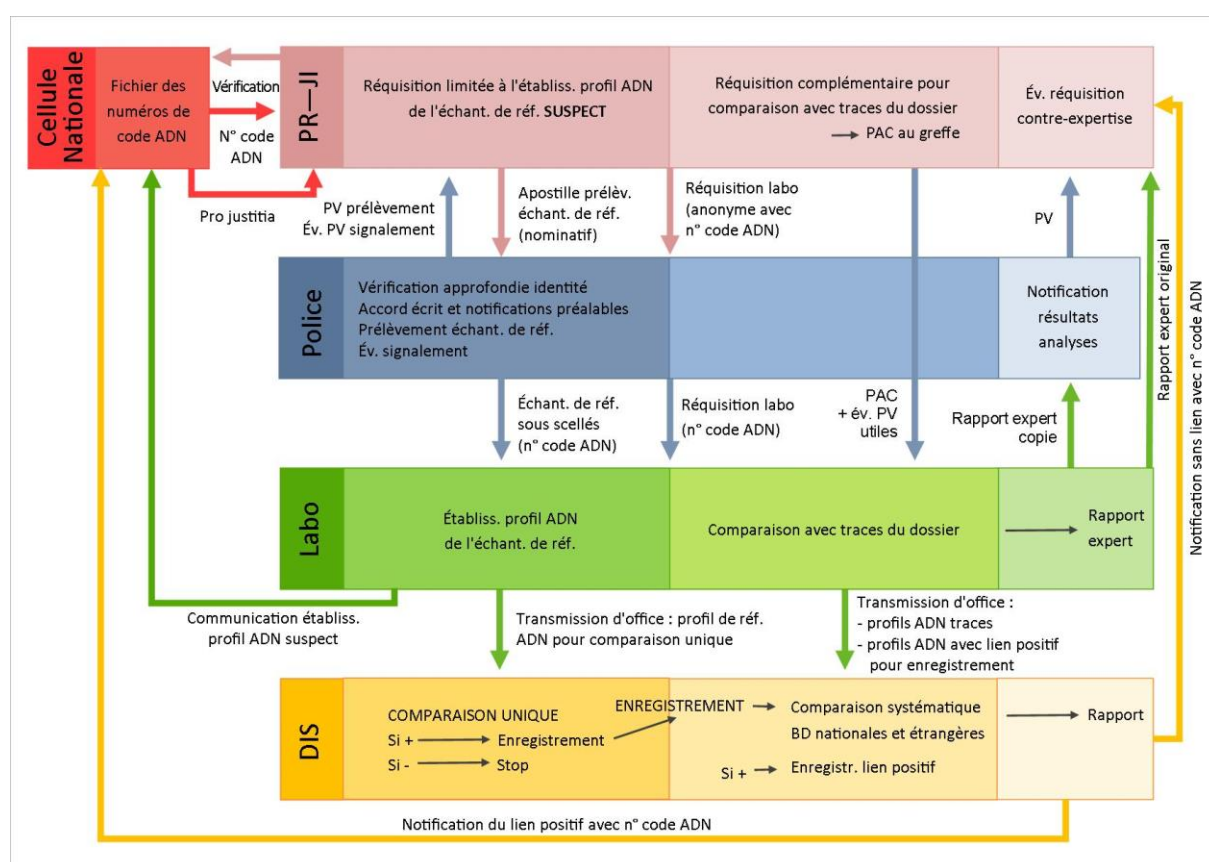 Cellule
Nationale
Fichier des
numéros de
code ADN
Vérification
N° code
ADN
Pro justitia
PR—JI
Réquisition limitée à l'établiss. profil ADN
de l'échant. de réf. SUSPECT
Réquisition complémentaire pour
comparaison avec traces du dossier
→ PAC au greffe
Év. réquisition
contre-expertise
PV prélèvement
Év. PV signalement
Apostille prélèv.
échant. de réf.
(nominatif)
Réquisition labo
(anonyme avec
n° code ADN)
PV
Police
Vérification approfondie identité
Accord écrit et notifications préalables
Prélèvement échant. de réf.
Év. signalement
Notification
résultats
analyses
Échant. de réf.
sous scellés
(n° code ADN)
Réquisition labo
(n° code ADN)
PAC
+ év. PV
utiles
Rapport expert
copie
Rapport expert original
Notification sans lien avec n° code ADN
Labo
Établiss. profil ADN
de l'échant. de réf.
Comparaison avec traces du dossier
→ Rapport
expert
Communication établiss.
profil ADN suspect
Transmission d'office : profil de réf.
ADN pour comparaison unique
Transmission d'office :
- profils ADN traces
- profils ADN avec lien positif
pour enregistrement
DIS
COMPARAISON UNIQUE
Si + → Enregistrement
Si - → Stop
ENREGISTREMENT → Comparaison systématique
BD nationales et étrangères
Si + → Enregistr. lien positif
→ Rapport
Notification du lien positif avec n° code ADN